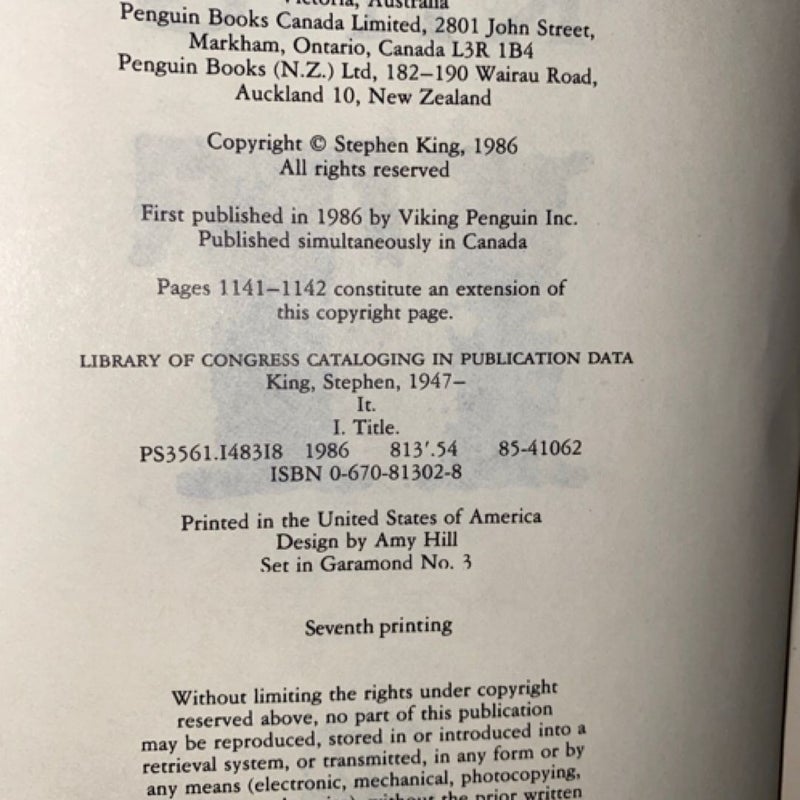 Victoria, Australia
Penguin Books Canada Limited, 2801 John Street,
Markham, Ontario, Canada L3R 1B4
Penguin Books (N.Z.) Ltd, 182–190 Wairau Road,
Auckland 10, New Zealand
Copyright © Stephen King, 1986
All rights reserved
First published in 1986 by Viking Penguin Inc.
Published simultaneously in Canada
Pages 1141–1142 constitute an extension of
this copyright page.
LIBRARY OF CONGRESS CATALOGING IN PUBLICATION DATA
King, Stephen, 1947–
It.
I. Title.
PS3561.I483I8 1986 813′.54 85-41062
ISBN 0-670-81302-8
Printed in the United States of America
Design by Amy Hill
Set in Garamond No. 3
Seventh printing
Without limiting the rights under copyright
reserved above, no part of this publication
may be reproduced, stored in or introduced into a
retrieval system, or transmitted, in any form or by
any means (electronic, mechanical, photocopying,
without the prior written